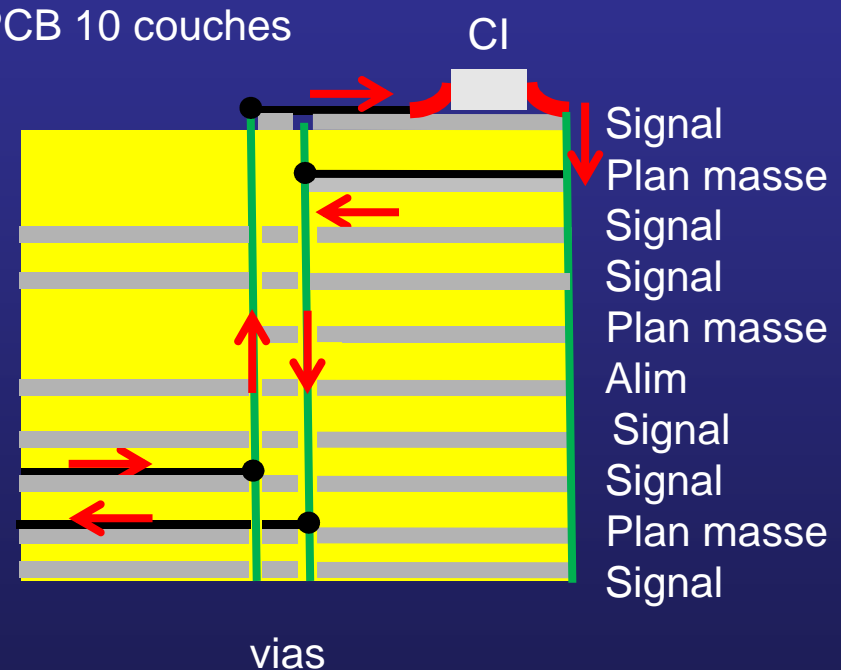 PCB 10 couches
CI
Signal
Plan masse
Signal
Signal
Plan masse
Alim
Signal
Signal
Plan masse
Signal
vias